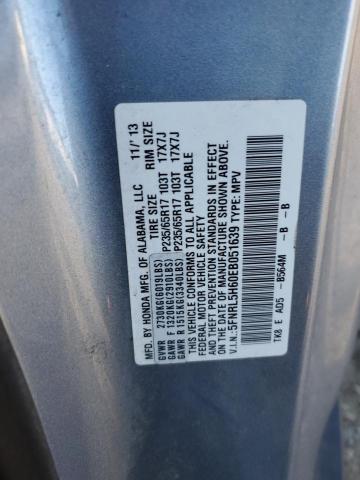 MFD. BY HONDA MFG. OF ALABAMA, LLC 11/ 13
TIRE SIZE RIM SIZE
GVWR 2730KG(6019LBS)
GAWR F 1320KG(2910LBS) P235/65R17 103T 17X7J
GAWR R 1515KG(3340LBS) P235/65R17 103T 17X7J
THIS VEHICLE CONFORMS TO ALL APPLICABLE
FEDERAL MOTOR VEHICLE SAFETY, BUMPER,
AND THEFT PREVENTION STANDARDS IN EFFECT
ON THE DATE OF MANUFACTURE SHOWN ABOVE.
V.I.N.:5FNRL5H60EB051639 TYPE:MPV
TK8 E AD5 -B564M -B -B